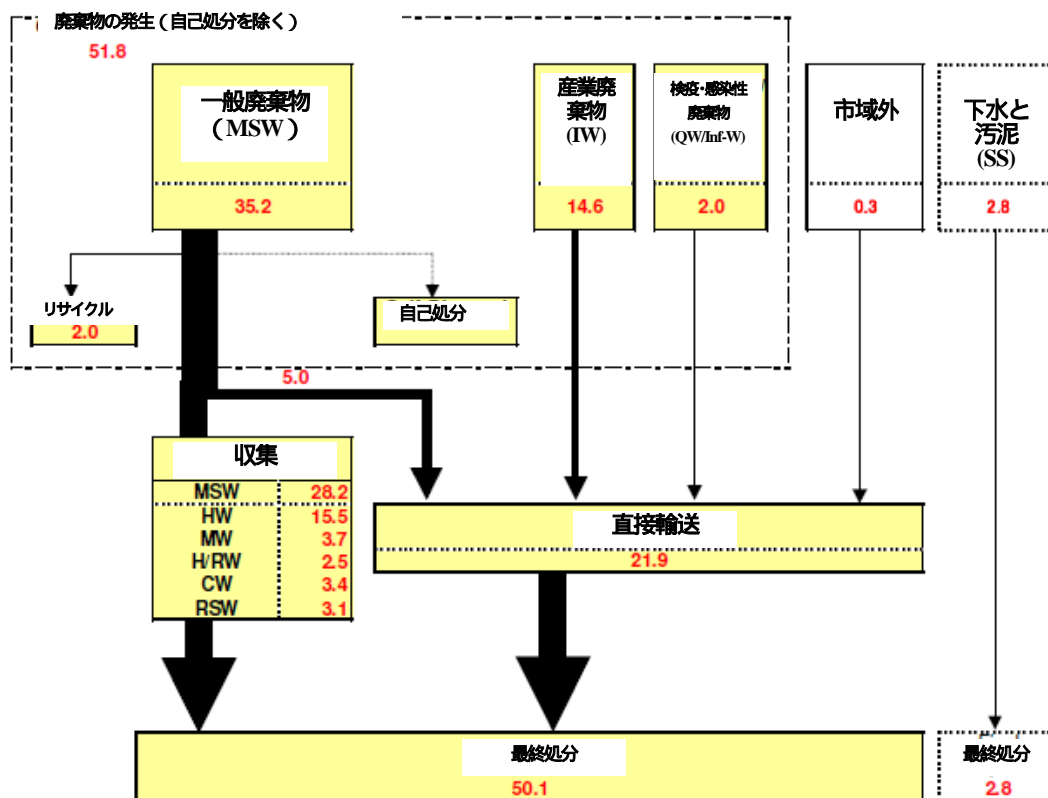 廃棄物の発生（自己処分を除く）
51.8
一般廃棄物
（MSW）
35.2
産業廃
棄物
(IW)
14.6
検疫・感染性
廃棄物
(QW/Inf-W)
2.0
市域外
0.3
下水と
汚泥
(SS)
2.8
リサイクル
2.0
自己処分
5.0
収集
MSW 28.2
HW 15.5
MW 3.7
H/RW 2.5
CW 3.4
RSW 3.1
直接輸送
21.9
最終処分
50.1
最終処分
2.8